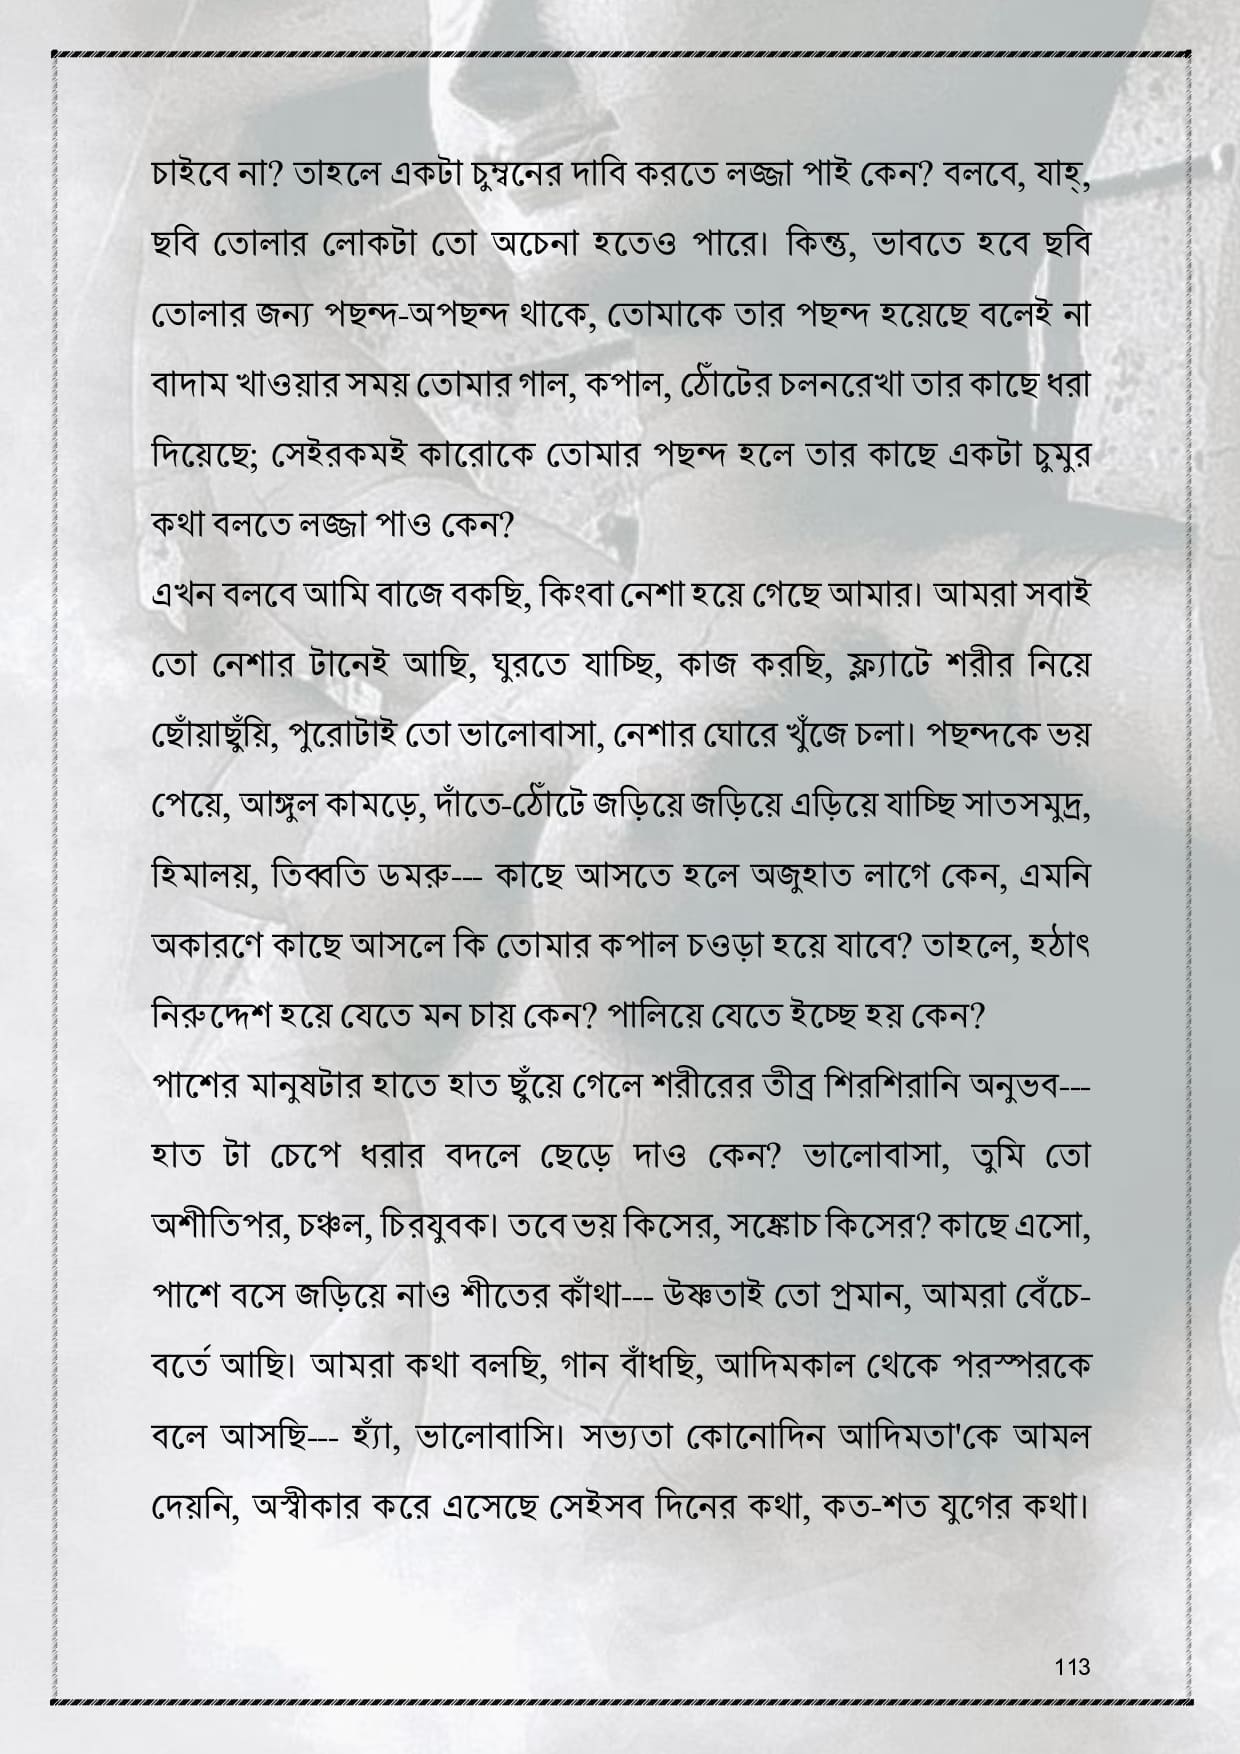 চাইবে না? তাহলে একটা চুম্বনের দাবি করতে লজ্জা পাই কেন? বলবে, যাহ্,
ছবি তোলার লোকটা তো অচেনা হতেও পারে। কিন্তু, ভাবতে হবে ছবি
তোলার জন্য পছন্দ-অপছন্দ থাকে, তোমাকে তার পছন্দ হয়েছে বলেই না
বাদাম খাওয়ার সময় তোমার গাল, কপাল, ঠোঁটের চলনরেখা তার কাছে ধরা
দিয়েছে; সেইরকমই কারোকে তোমার পছন্দ হলে তার কাছে একটা চুমুর
কথা বলতে লজ্জা পাও কেন?
এখন বলবে আমি বাজে বকছি, কিংবা নেশা হয়ে গেছে আমার। আমরা সবাই
তো নেশার টানেই আছি, ঘুরতে যাচ্ছি, কাজ করছি, ফ্ল্যাটে শরীর নিয়ে
ছোঁয়াছুঁয়ি, পুরোটাই তো ভালোবাসা, নেশার ঘোরে খুঁজে চলা। পছন্দকে ভয়
পেয়ে, আঙ্গুল কামড়ে, দাঁতে-ঠোঁটে জড়িয়ে জড়িয়ে এড়িয়ে যাচ্ছি সাতসমুদ্র,
হিমালয়, তিব্বতি ডমরু--- কাছে আসতে হলে অজুহাত লাগে কেন, এমনি
অকারণে কাছে আসলে কি তোমার কপাল চওড়া হয়ে যাবে? তাহলে, হঠাৎ
নিরুদ্দেশ হয়ে যেতে মন চায় কেন? পালিয়ে যেতে ইচ্ছে হয় কেন?
পাশের মানুষটার হাতে হাত ছুঁয়ে গেলে শরীরের তীব্র শিরশিরানি অনুভব---
হাত টা চেপে ধরার বদলে ছেড়ে দাও কেন? ভালোবাসা, তুমি তো
অশীতিপর, চঞ্চল, চিরযুবক। তবে ভয় কিসের, সঙ্কোচ কিসের? কাছে এসো,
পাশে বসে জড়িয়ে নাও শীতের কাঁথা--- উষ্ণতাই তো প্রমান, আমরা বেঁচে-
বর্তে আছি। আমরা কথা বলছি, গান বাঁধছি, আদিমকাল থেকে পরস্পরকে
বলে আসছি--- হ্যাঁ, ভালোবাসি। সভ্যতা কোনোদিন আদিমতা'কে আমল
দেয়নি, অস্বীকার করে এসেছে সেইসব দিনের কথা, কত-শত যুগের কথা।
113